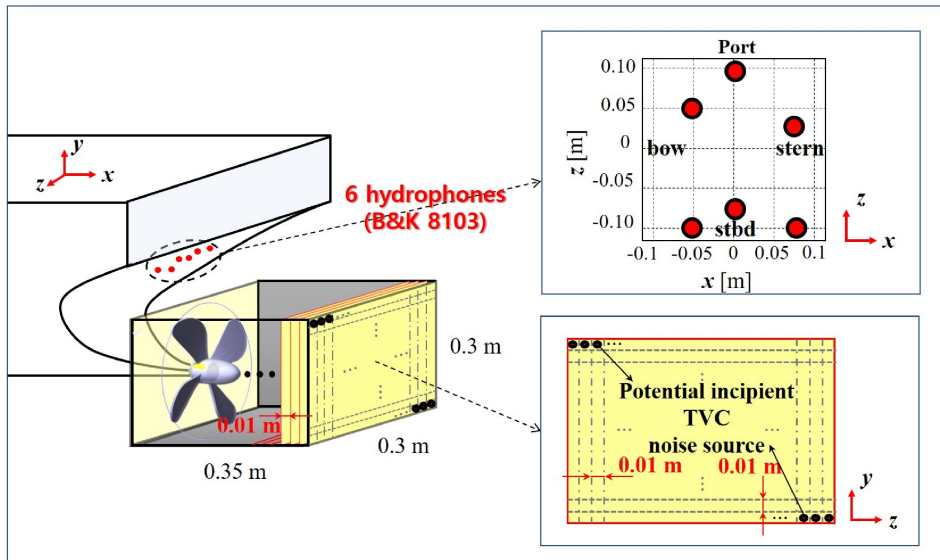 y
z
x
6 hydrophones
(B&K 8103)
0.01 m
0.35 m
0.3 m
0.3 m
Port
0.10
0.05
0
-0.05
-0.10
z [m]
bow
stern
stbd
-0.1
-0.05
0
0.05
0.1
x [m]
z
x
...
Potential incipient
TVC
noise source
0.01 m
0.01 m
...
y
z